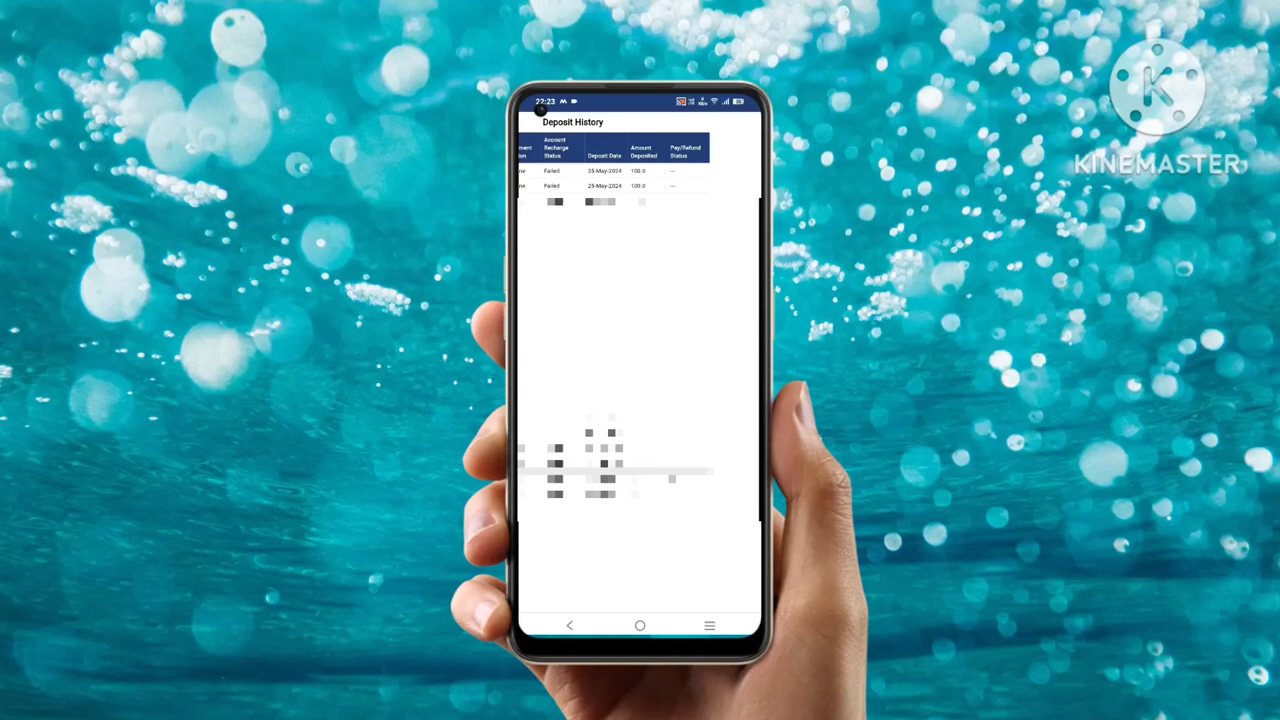 22:23
Deposit History
Account
Recharge
Status
Deposit Date
Amount
Deposited
Pay/Refund
Status
Failed 25-May-2024 100.0 ---
Failed 25-May-2024 100.0 ---
K
KINEMASTER